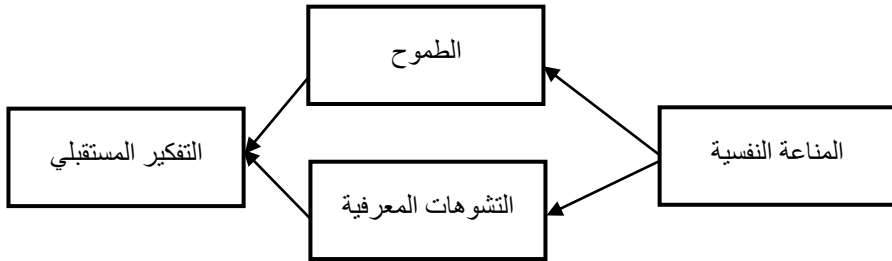 الطموح
المناعة النفسية
التفكير المستقبلي
التشوهات المعرفية